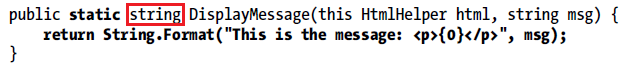 public static string DisplayMessage(this HtmlHelper html, string msg) {
return String.Format("This is the message: <p>{0}</p>", msg);
}